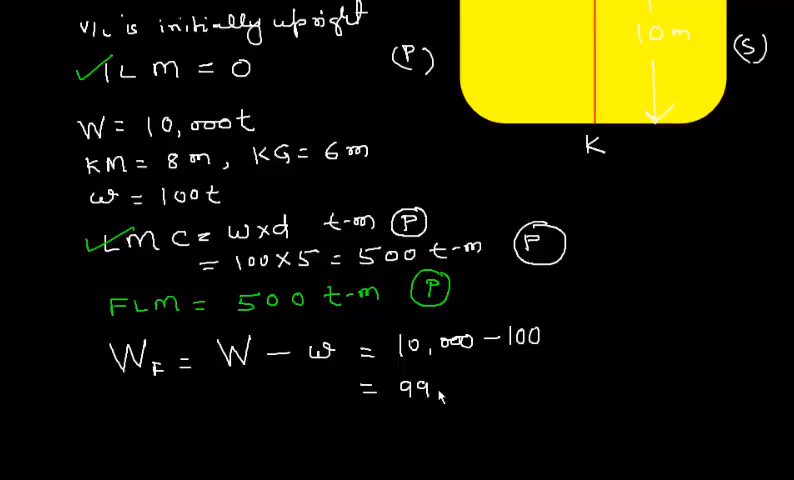 V/L is initially upright
(P)
10m
(S)
✓ILM = 0
K
W = 10,000t
KM = 8m, KG = 6m
w = 100t
✓LMC = w×d t-m (P)
= 100×5 = 500 t-m (P)
FLM = 500 t-m (P)
W_F = W - w = 10,000 - 100
= 99